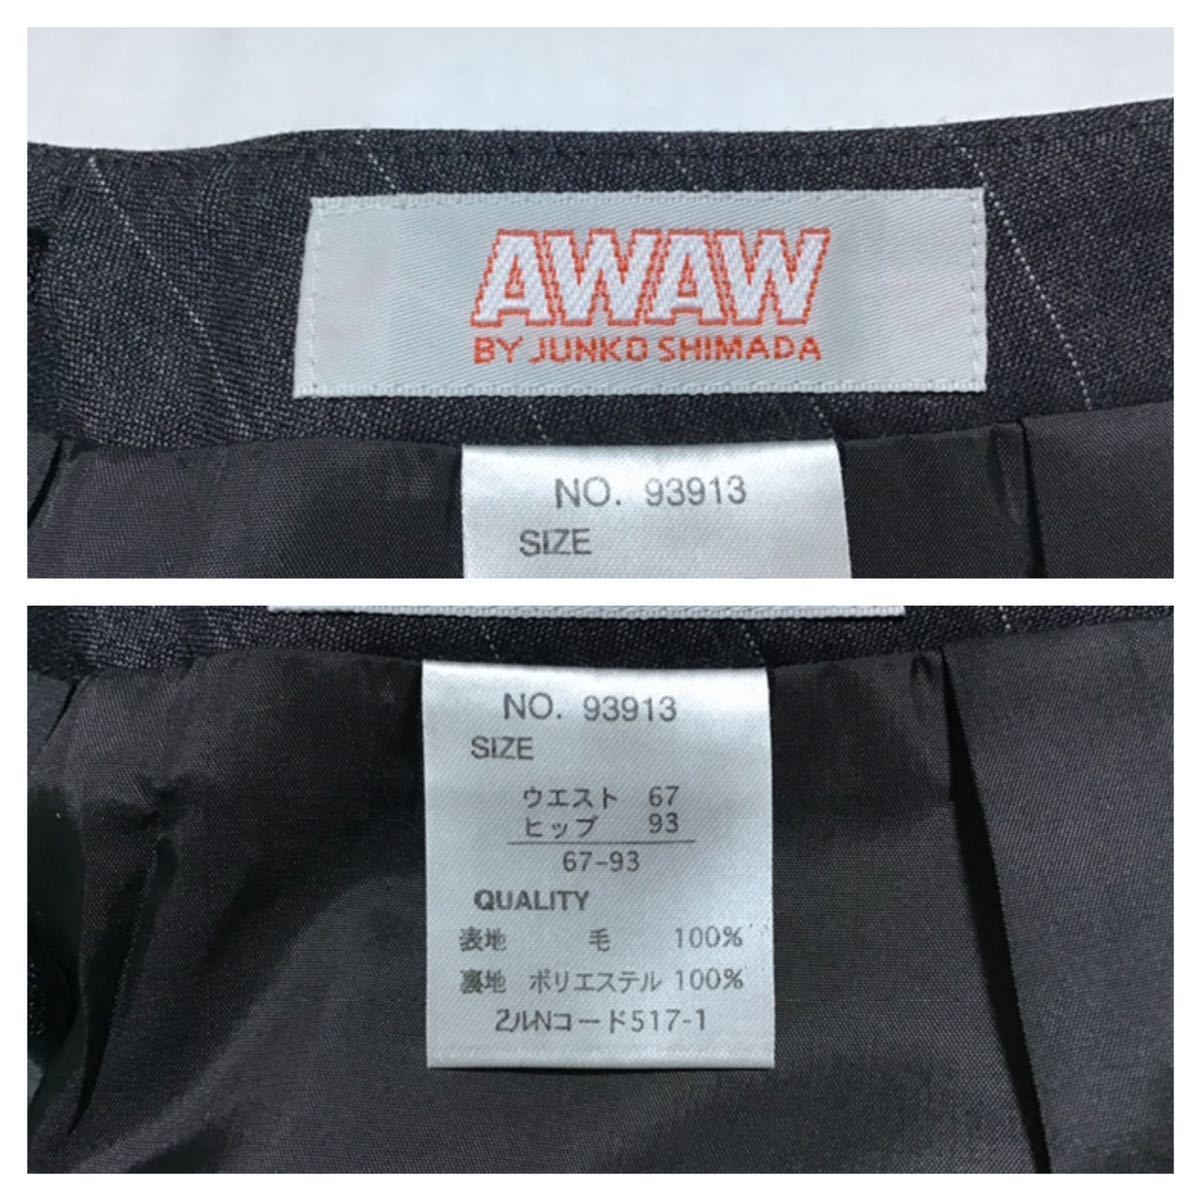 AWAW
BY JUNKO SHIMADA
NO. 93913
SIZE
NO. 93913
SIZE
ウエスト 67
ヒップ 93
67-93
QUALITY
表地 毛 100%
裏地 ポリエステル 100%
2ルNコード517-1